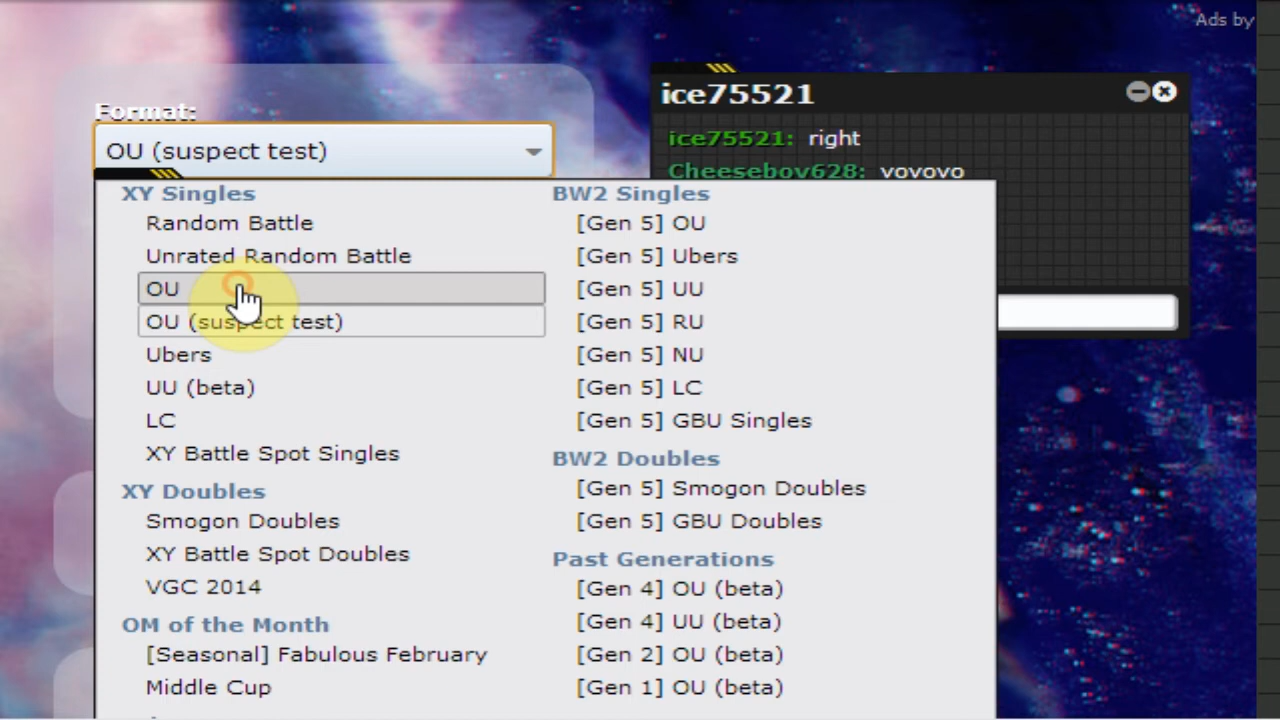 Ads by
Format:
OU (suspect test)
XY Singles
Random Battle
Unrated Random Battle
OU
OU (suspect test)
Ubers
UU (beta)
LC
XY Battle Spot Singles
XY Doubles
Smogon Doubles
XY Battle Spot Doubles
VGC 2014
OM of the Month
[Seasonal] Fabulous February
Middle Cup
BW2 Singles
[Gen 5] OU
[Gen 5] Ubers
[Gen 5] UU
[Gen 5] RU
[Gen 5] NU
[Gen 5] LC
[Gen 5] GBU Singles
BW2 Doubles
[Gen 5] Smogon Doubles
[Gen 5] GBU Doubles
Past Generations
[Gen 4] OU (beta)
[Gen 4] UU (beta)
[Gen 2] OU (beta)
[Gen 1] OU (beta)
ice75521
ice75521: right
Cheeseboy628: yoyoyo